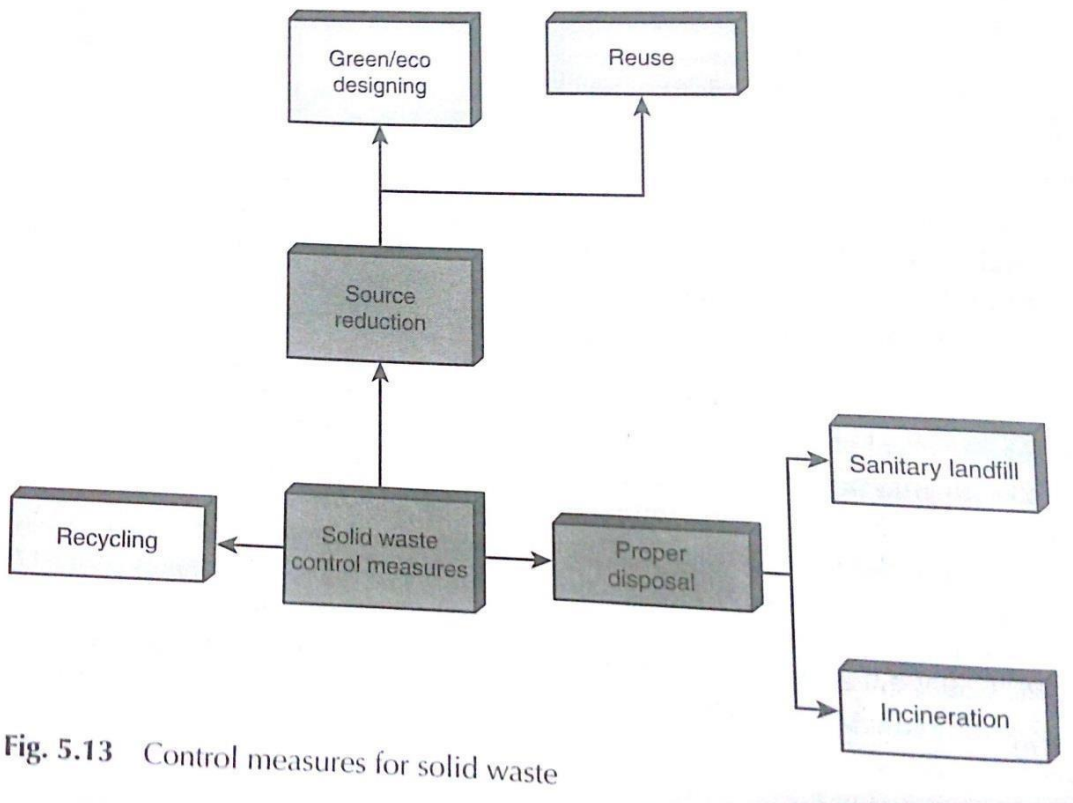 Green/eco
designing
Reuse
Source
reduction
Sanitary landfill
Recycling
Solid waste
control measures
Proper
disposal
Incineration
Fig. 5.13 Control measures for solid waste